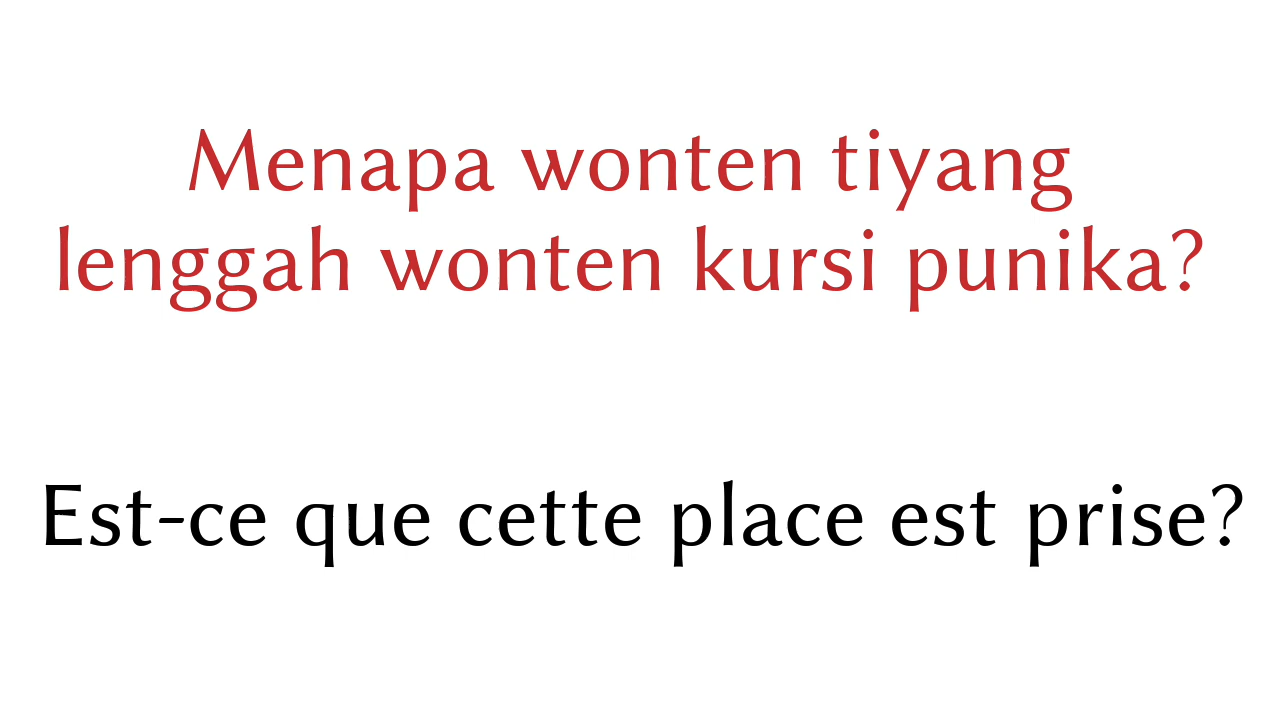 Menapa wonten tiyang
lenggah wonten kursi punika?
Est-ce que cette place est prise?